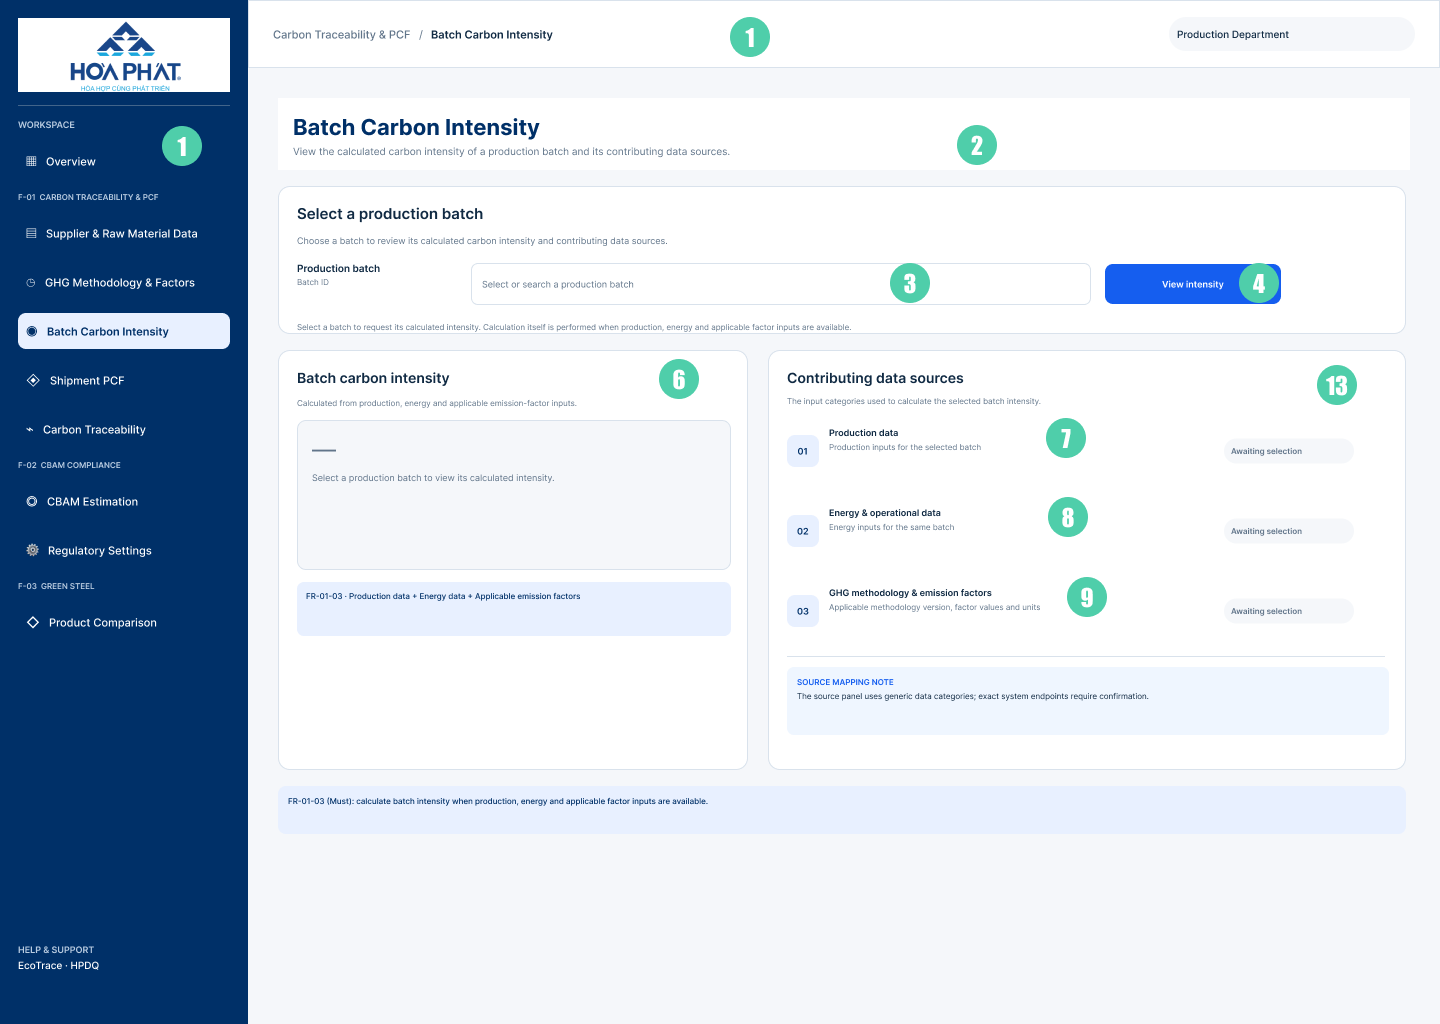 HÒA PHÁT
HÒA HỢP CÙNG PHÁT TRIỂN
WORKSPACE
1
Overview
F-01 CARBON TRACEABILITY & PCF
Supplier & Raw Material Data
GHG Methodology & Factors
Batch Carbon Intensity
Shipment PCF
Carbon Traceability
F-02 CBAM COMPLIANCE
CBAM Estimation
Regulatory Settings
F-03 GREEN STEEL
Product Comparison
HELP & SUPPORT
EcoTrace · HPDQ
Carbon Traceability & PCF / Batch Carbon Intensity
1
Production Department
Batch Carbon Intensity
View the calculated carbon intensity of a production batch and its contributing data sources.
2
Select a production batch
Choose a batch to review its calculated carbon intensity and contributing data sources.
Production batch
Batch ID
Select or search a production batch
3
View intensity
4
Select a batch to request its calculated intensity. Calculation itself is performed when production, energy and applicable factor inputs are available.
Batch carbon intensity
6
Calculated from production, energy and applicable emission-factor inputs.
—
Select a production batch to view its calculated intensity.
FR-01-03 · Production data + Energy data + Applicable emission factors
Contributing data sources
13
The input categories used to calculate the selected batch intensity.
01
Production data
Production inputs for the selected batch
7
Awaiting selection
02
Energy & operational data
Energy inputs for the same batch
8
Awaiting selection
03
GHG methodology & emission factors
Applicable methodology version, factor values and units
9
Awaiting selection
SOURCE MAPPING NOTE
The source panel uses generic data categories; exact system endpoints require confirmation.
FR-01-03 (Must): calculate batch intensity when production, energy and applicable factor inputs are available.